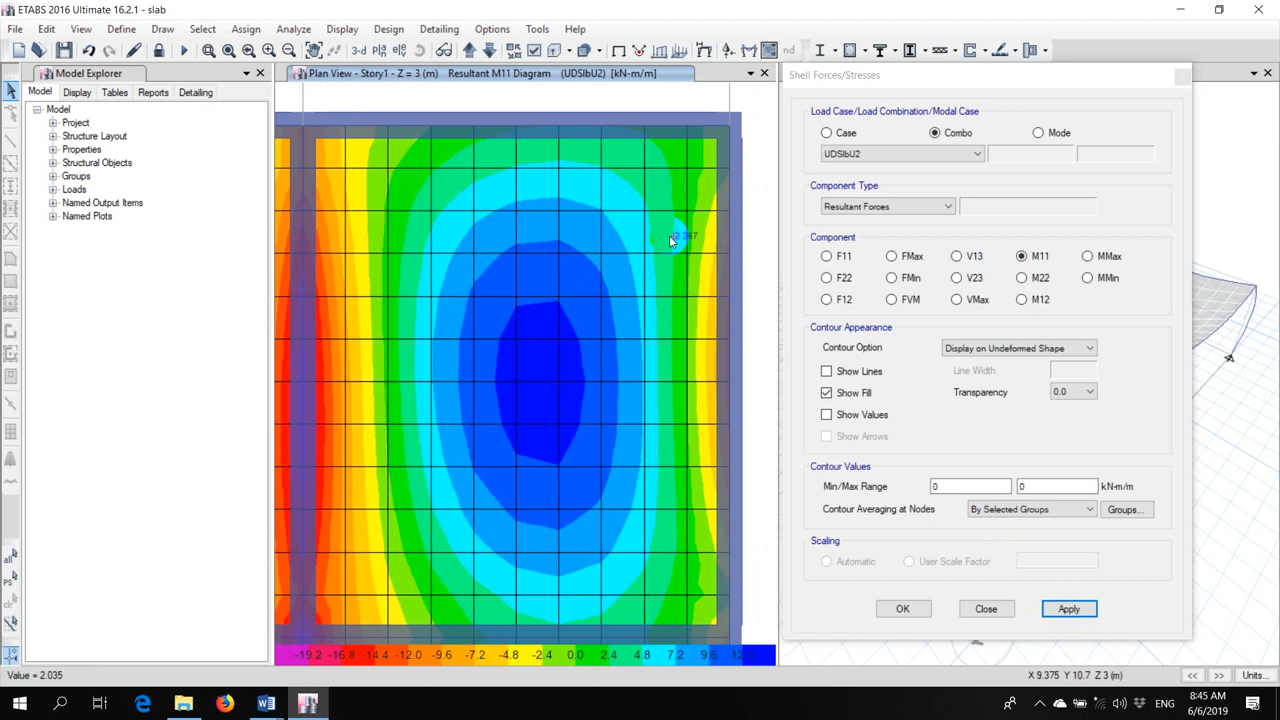 ETABS 2016 Ultimate 16.2.1 - slab
File Edit View Define Draw Select Assign Analyze Display Design Detailing Options Tools Help
3-d nd
Model Explorer
Plan View - Story1 - Z = 3 (m) Resultant M11 Diagram (UDSlbU2) [kN-m/m]
Model Display Tables Reports Detailing
Model
Project
Structure Layout
Properties
Structural Objects
Groups
Loads
Named Output Items
Named Plots
all
PS
clr
-19.2 -16.8 -14.4 -12.0 -9.6 -7.2 -4.8 -2.4 0.0 2.4 4.8 7.2 9.6 12.0
Shell Forces/Stresses
Load Case/Load Combination/Modal Case
Case Combo Mode
UDSlbU2
Component Type
Resultant Forces
Component
F11 FMax V13 M11 MMax
F22 FMin V23 M22 MMin
F12 FVM VMax M12
Contour Appearance
Contour Option Display on Undeformed Shape
Show Lines Line Width
Show Fill Transparency 0.0
Show Values
Show Arrows
Contour Values
Min/Max Range 0 0 kN-m/m
Contour Averaging at Nodes By Selected Groups Groups...
Scaling
Automatic User Scale Factor
OK Close Apply
Value = 2.035
X 9.375 Y 10.7 Z 3 (m) << >> Units...
ENG
8:45 AM
6/6/2019